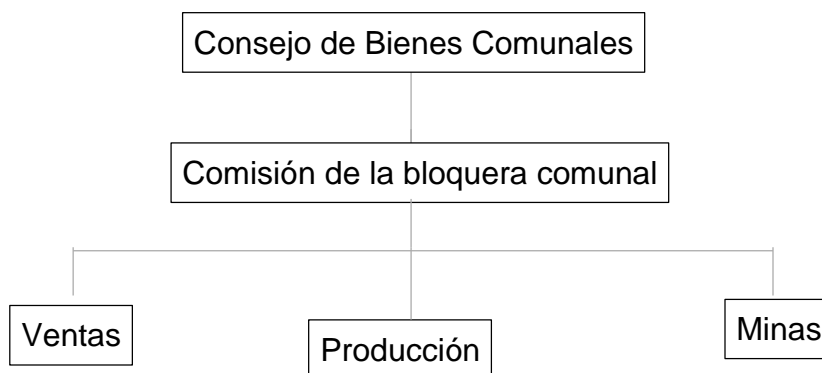 Consejo de Bienes Comunales
Comisión de la bloquera comunal
Ventas
Producción
Minas